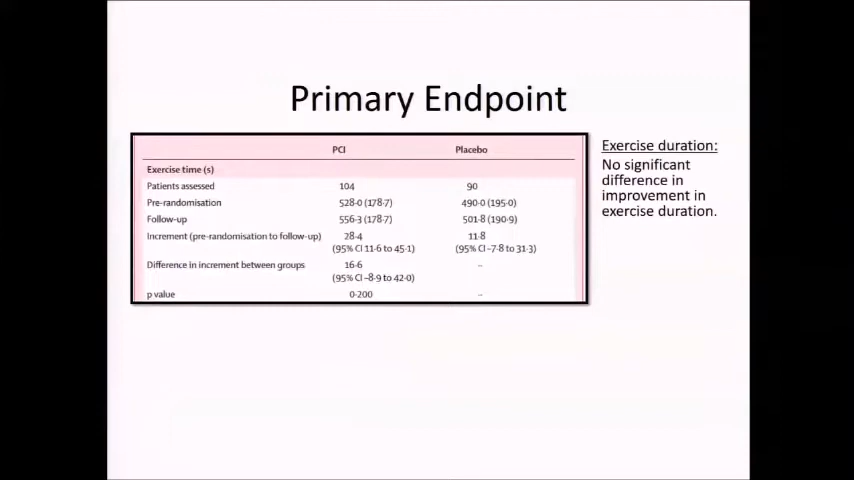 Primary Endpoint
PCI Placebo
Exercise time (s)
Patients assessed 104 90
Pre-randomisation 528·0 (178·7) 490·0 (195·0)
Follow-up 556·3 (178·7) 501·8 (190·9)
Increment (pre-randomisation to follow-up) 28·4 11·8
(95% CI 11·6 to 45·1) (95% CI –7·8 to 31·3)
Difference in increment between groups 16·6 –
(95% CI –8·9 to 42·0)
p value 0·200 –
Exercise duration:
No significant
difference in
improvement in
exercise duration.